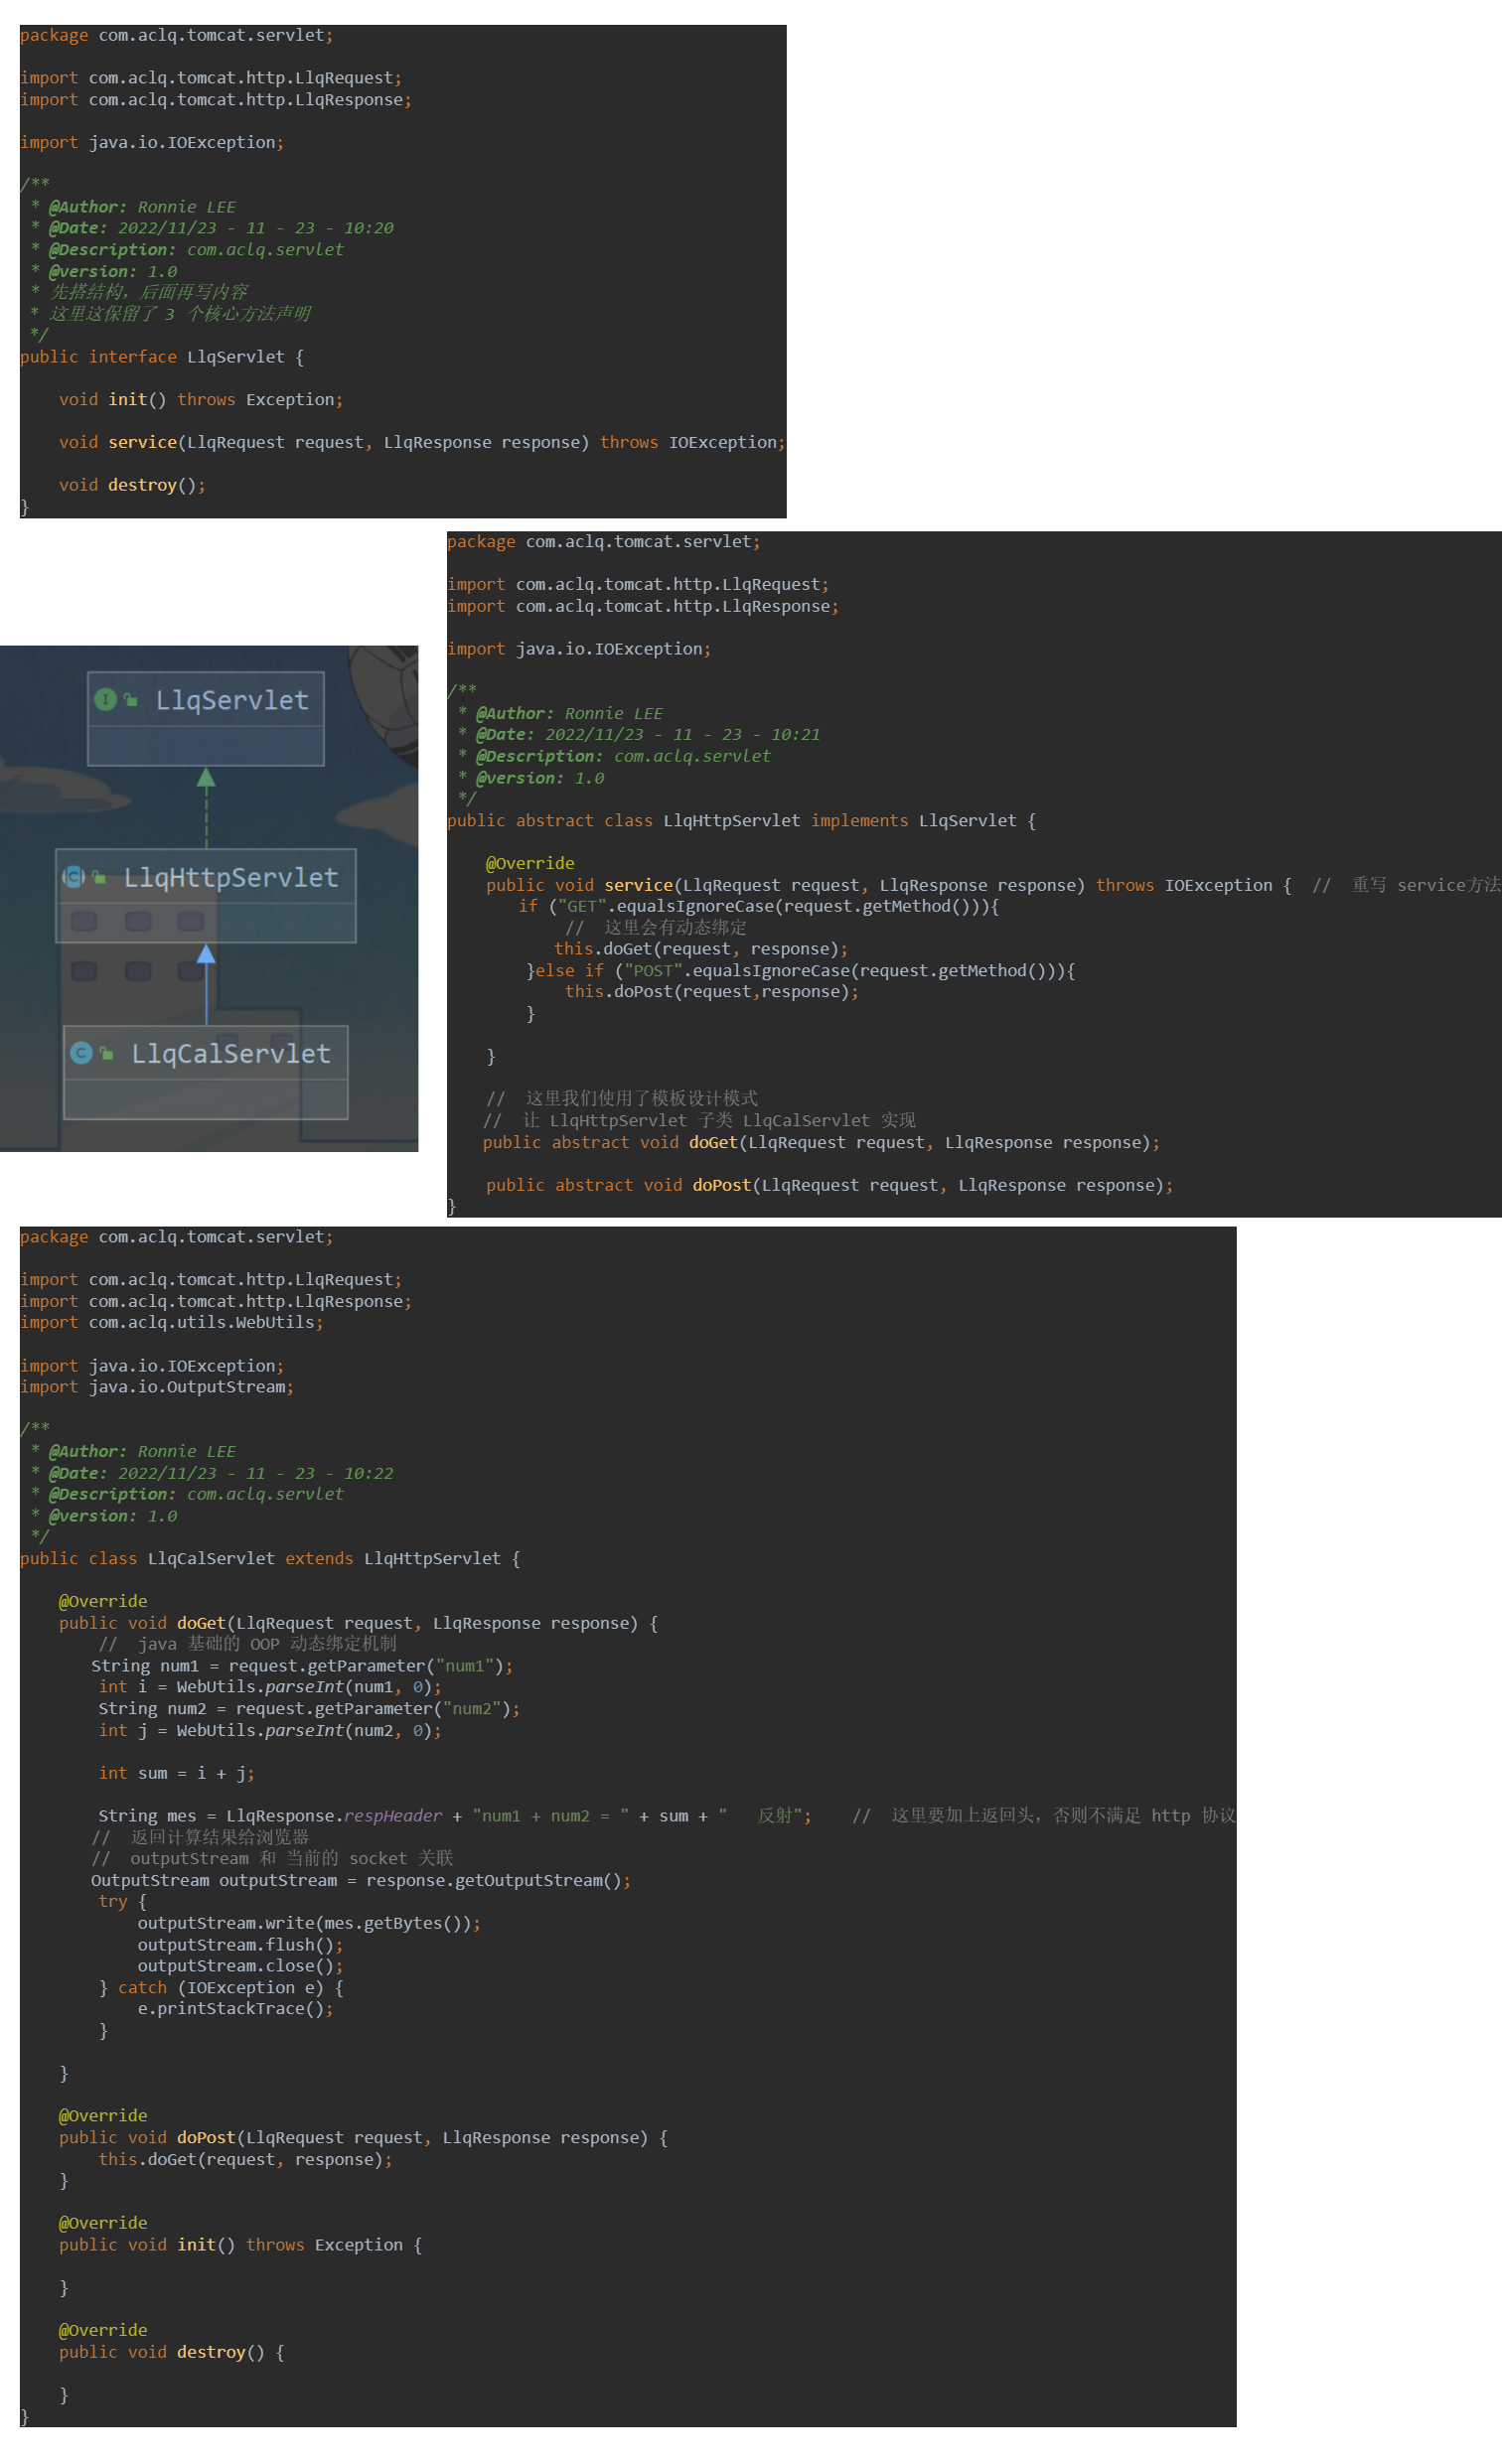 package com.aclq.tomcat.servlet;
import com.aclq.tomcat.http.LlqRequest;
import com.aclq.tomcat.http.LlqResponse;
import java.io.IOException;
/**
 * @Author: Ronnie LEE
 * @Date: 2022/11/23 - 11 - 23 - 10:20
 * @Description: com.aclq.servlet
 * @version: 1.0
 * 先搭结构，后面再写内容
 * 这里这保留了 3 个核心方法声明
 */
public interface LlqServlet {
    void init() throws Exception;
    void service(LlqRequest request, LlqResponse response) throws IOException;
    void destroy();
}
LlqServlet
LlqHttpServlet
LlqCalServlet
package com.aclq.tomcat.servlet;
import com.aclq.tomcat.http.LlqRequest;
import com.aclq.tomcat.http.LlqResponse;
import java.io.IOException;
/**
 * @Author: Ronnie LEE
 * @Date: 2022/11/23 - 11 - 23 - 10:21
 * @Description: com.aclq.servlet
 * @version: 1.0
 */
public abstract class LlqHttpServlet implements LlqServlet {
    @Override
    public void service(LlqRequest request, LlqResponse response) throws IOException {  //  重写 service方法
        if ("GET".equalsIgnoreCase(request.getMethod())){
            //  这里会有动态绑定
            this.doGet(request, response);
        }else if ("POST".equalsIgnoreCase(request.getMethod())){
            this.doPost(request,response);
        }
    }
    //  这里我们使用了模板设计模式
    //  让 LlqHttpServlet 子类 LlqCalServlet 实现
    public abstract void doGet(LlqRequest request, LlqResponse response);
    public abstract void doPost(LlqRequest request, LlqResponse response);
}
package com.aclq.tomcat.servlet;
import com.aclq.tomcat.http.LlqRequest;
import com.aclq.tomcat.http.LlqResponse;
import com.aclq.utils.WebUtils;
import java.io.IOException;
import java.io.OutputStream;
/**
 * @Author: Ronnie LEE
 * @Date: 2022/11/23 - 11 - 23 - 10:22
 * @Description: com.aclq.servlet
 * @version: 1.0
 */
public class LlqCalServlet extends LlqHttpServlet {
    @Override
    public void doGet(LlqRequest request, LlqResponse response) {
        //  java 基础的 OOP 动态绑定机制
        String num1 = request.getParameter("num1");
        int i = WebUtils.parseInt(num1, 0);
        String num2 = request.getParameter("num2");
        int j = WebUtils.parseInt(num2, 0);
        int sum = i + j;
        String mes = LlqResponse.respHeader + "num1 + num2 = " + sum + "   反射";    //  这里要加上返回头，否则不满足 http 协议
        //  返回计算结果给浏览器
        //  outputStream 和 当前的 socket 关联
        OutputStream outputStream = response.getOutputStream();
        try {
            outputStream.write(mes.getBytes());
            outputStream.flush();
            outputStream.close();
        } catch (IOException e) {
            e.printStackTrace();
        }
    }
    @Override
    public void doPost(LlqRequest request, LlqResponse response) {
        this.doGet(request, response);
    }
    @Override
    public void init() throws Exception {
    }
    @Override
    public void destroy() {
    }
}